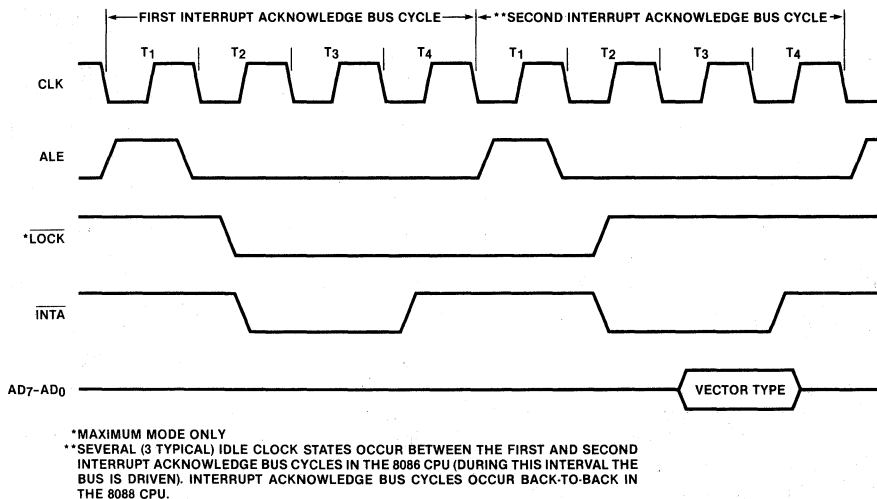 FIRST INTERRUPT ACKNOWLEDGE BUS CYCLE **SECOND INTERRUPT ACKNOWLEDGE BUS CYCLE
T1 T2 T3 T4 T1 T2 T3 T4
CLK
ALE
*LOCK
INTA
AD7–AD0 VECTOR TYPE
*MAXIMUM MODE ONLY
**SEVERAL (3 TYPICAL) IDLE CLOCK STATES OCCUR BETWEEN THE FIRST AND SECOND
INTERRUPT ACKNOWLEDGE BUS CYCLES IN THE 8086 CPU (DURING THIS INTERVAL THE
BUS IS DRIVEN). INTERRUPT ACKNOWLEDGE BUS CYCLES OCCUR BACK-TO-BACK IN
THE 8088 CPU.